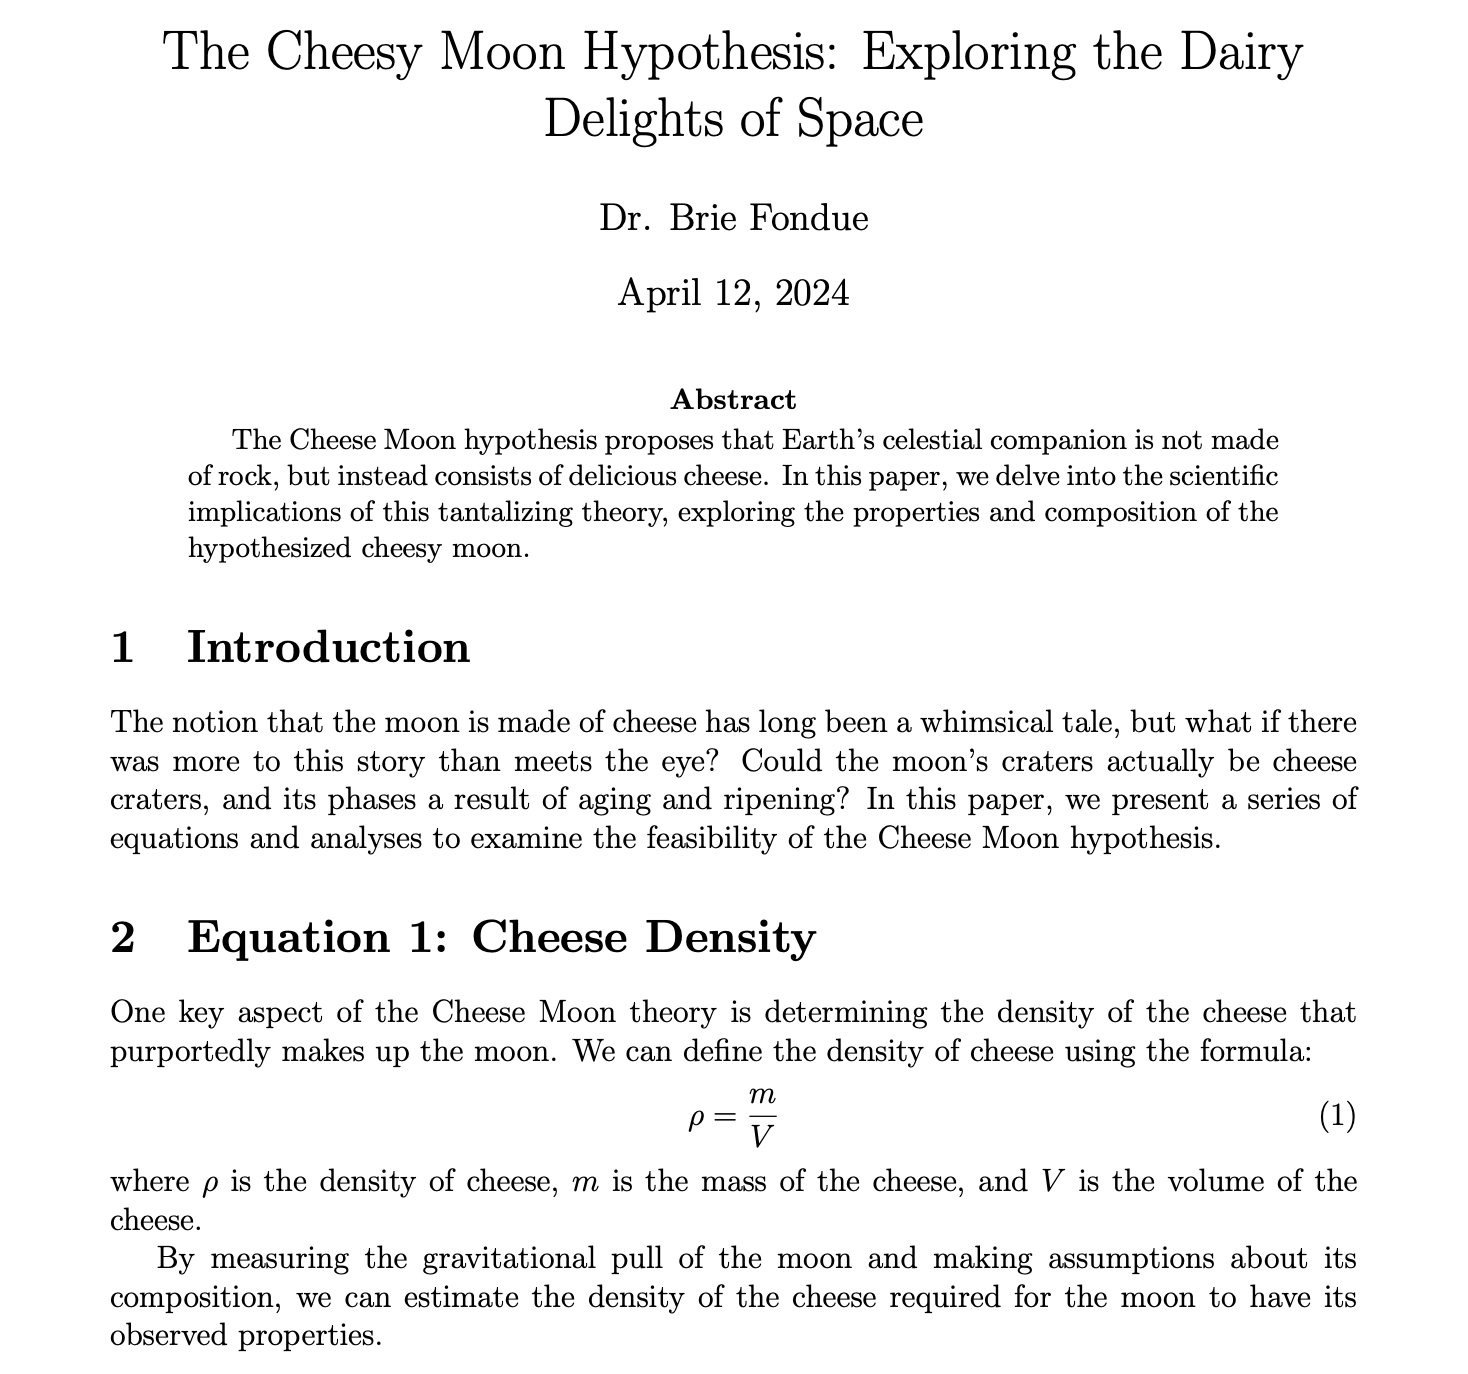 The Cheesy Moon Hypothesis: Exploring the Dairy
Delights of Space
Dr. Brie Fondue
April 12, 2024
Abstract
The Cheese Moon hypothesis proposes that Earth's celestial companion is not made
of rock, but instead consists of delicious cheese. In this paper, we delve into the scientific
implications of this tantalizing theory, exploring the properties and composition of the
hypothesized cheesy moon.
1 Introduction
The notion that the moon is made of cheese has long been a whimsical tale, but what if there
was more to this story than meets the eye? Could the moon's craters actually be cheese
craters, and its phases a result of aging and ripening? In this paper, we present a series of
equations and analyses to examine the feasibility of the Cheese Moon hypothesis.
2 Equation 1: Cheese Density
One key aspect of the Cheese Moon theory is determining the density of the cheese that
purportedly makes up the moon. We can define the density of cheese using the formula:
ρ = m/V (1)
where ρ is the density of cheese, m is the mass of the cheese, and V is the volume of the
cheese.
By measuring the gravitational pull of the moon and making assumptions about its
composition, we can estimate the density of the cheese required for the moon to have its
observed properties.